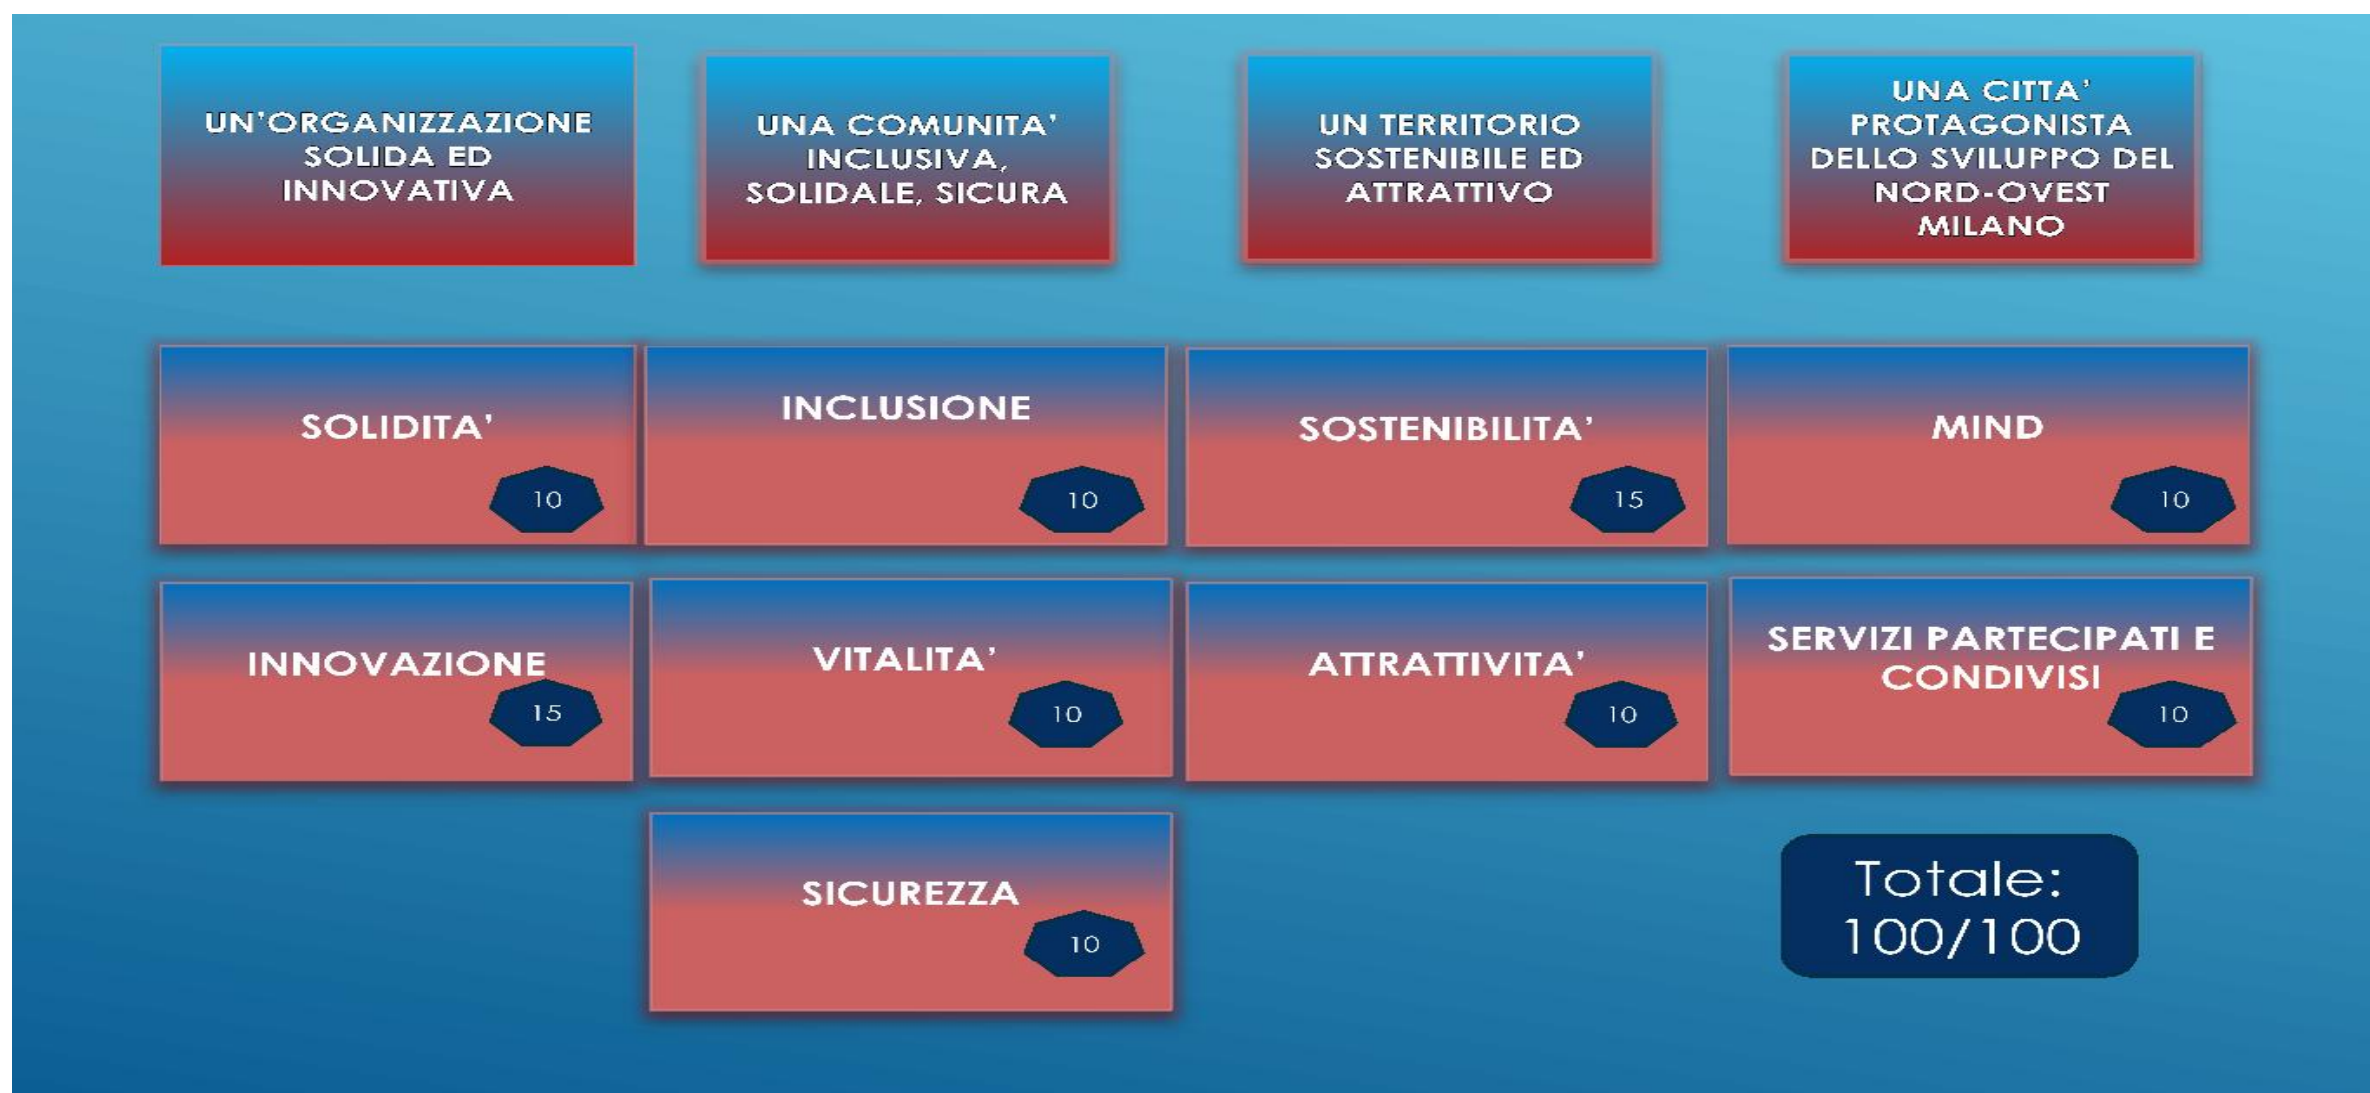 UN'ORGANIZZAZIONE
SOLIDA ED
INNOVATIVA
UNA COMUNITA'
INCLUSIVA,
SOLIDALE, SICURA
UN TERRITORIO
SOSTENIBILE ED
ATTRATTIVO
UNA CITTA'
PROTAGONISTA
DELLO SVILUPPO DEL
NORD-OVEST
MILANO
SOLIDITA'
10
INCLUSIONE
10
SOSTENIBILITA'
15
MIND
10
INNOVAZIONE
15
VITALITA'
10
ATTRATTIVITA'
10
SERVIZI PARTECIPATI E
CONDIVISI
10
SICUREZZA
10
Totale:
100/100